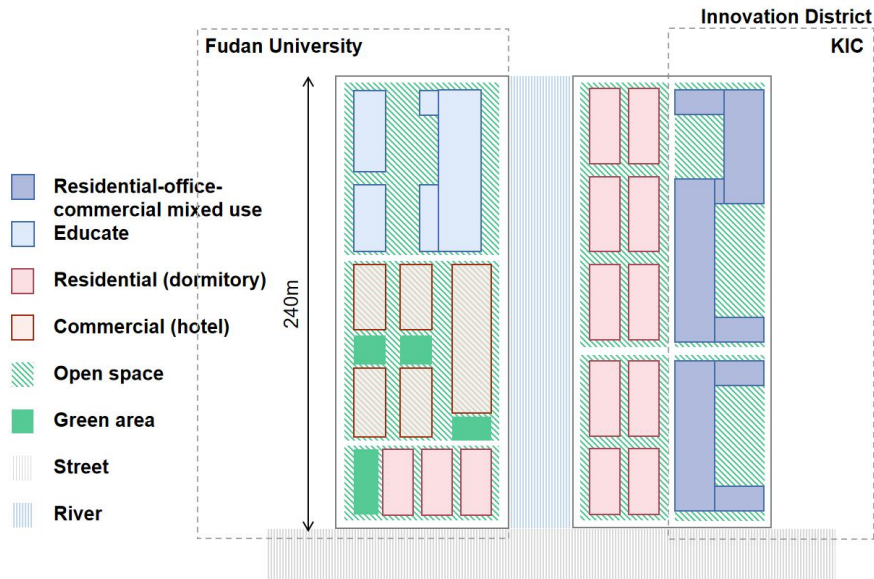 Innovation District
Fudan University
KIC
240m
Residential-office-
commercial mixed use
Educate
Residential (dormitory)
Commercial (hotel)
Open space
Green area
Street
River